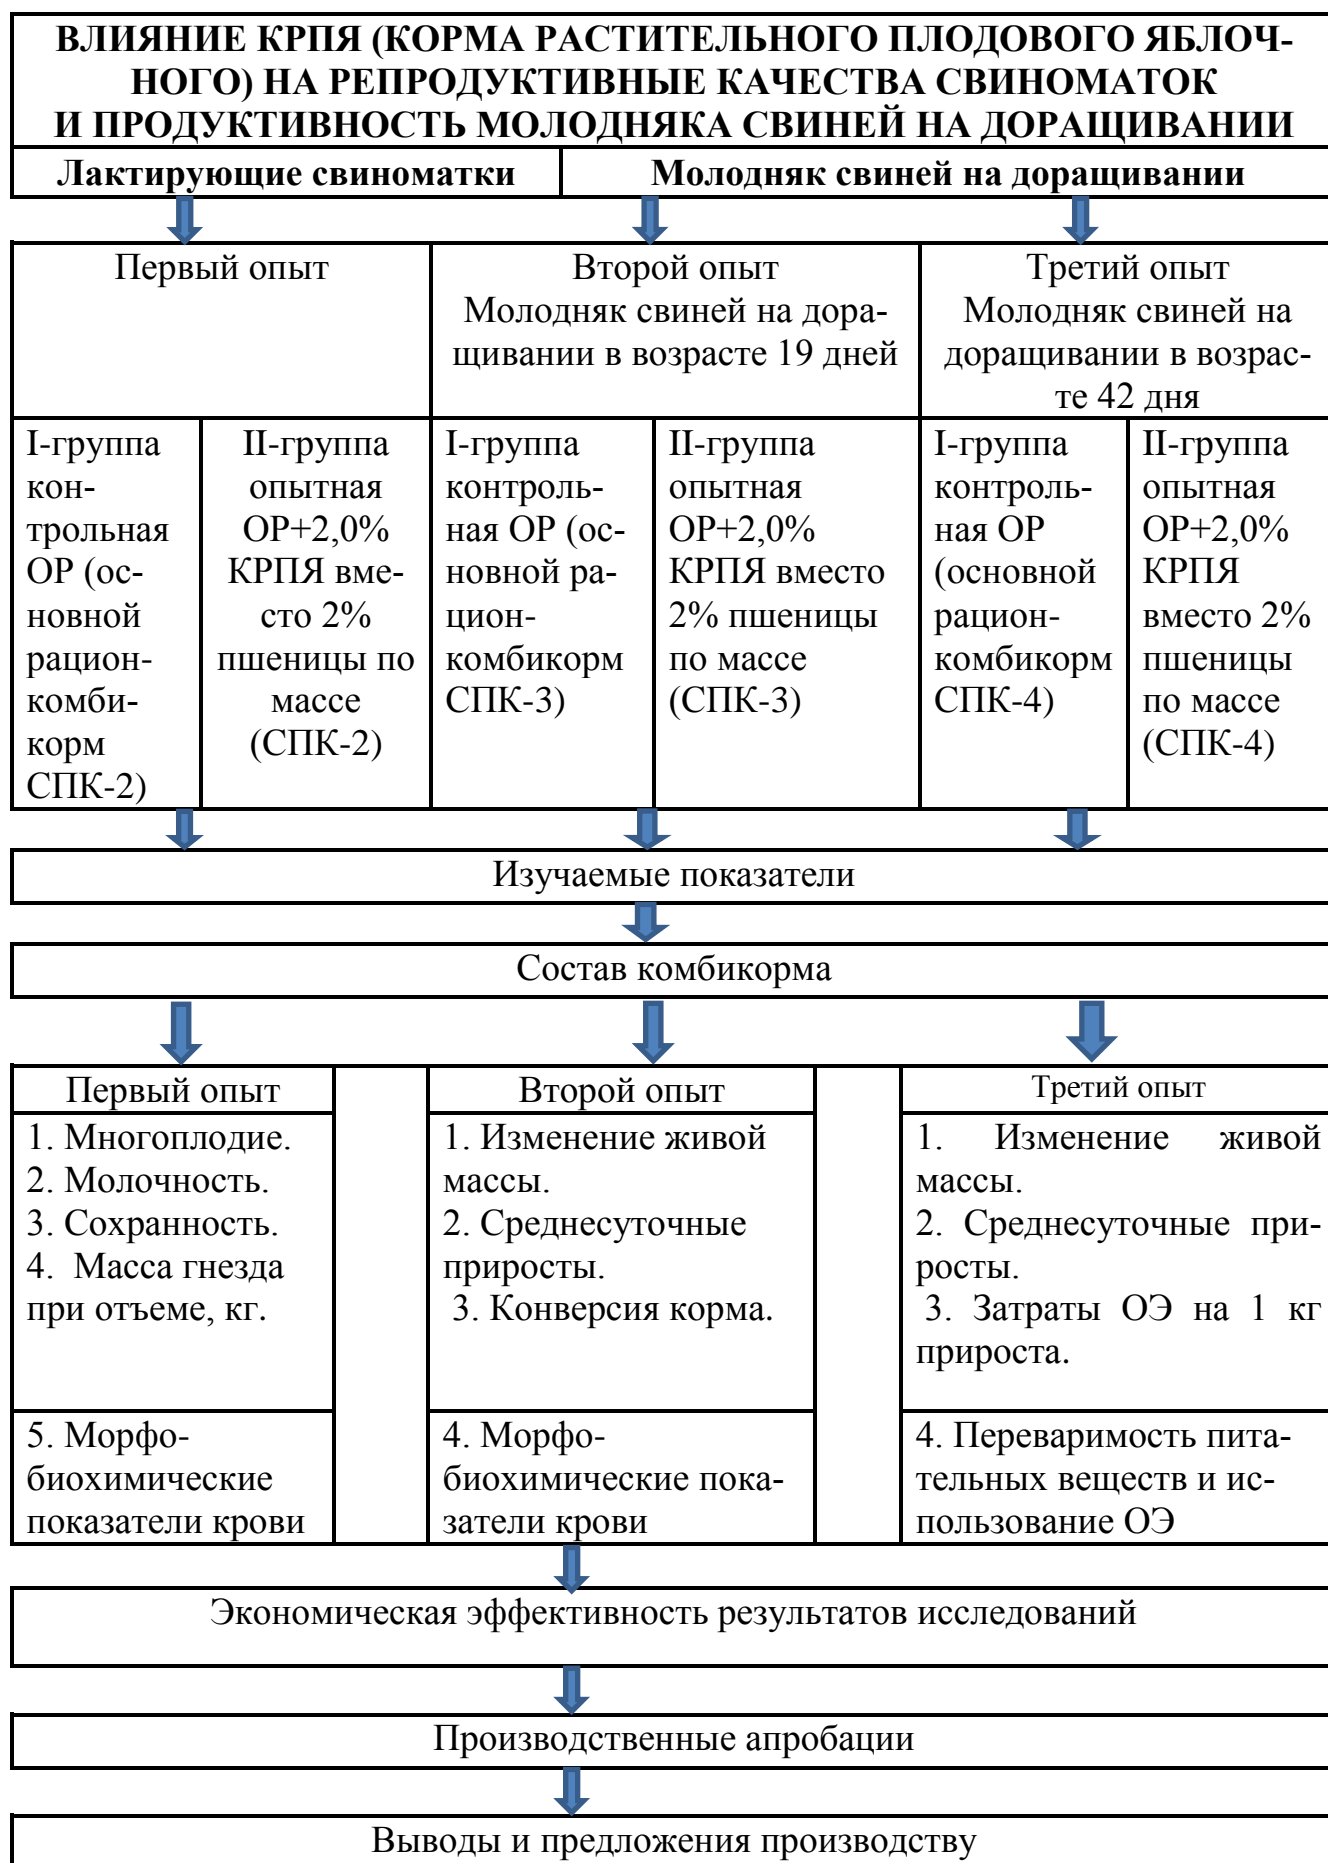 ВЛИЯНИЕ КРПЯ (КОРМА РАСТИТЕЛЬНОГО ПЛОДОВОГО ЯБЛОЧ-
НОГО) НА РЕПРОДУКТИВНЫЕ КАЧЕСТВА СВИНОМАТОК
И ПРОДУКТИВНОСТЬ МОЛОДНЯКА СВИНЕЙ НА ДОРАЩИВАНИИ
Лактирующие свиноматки
Молодняк свиней на доращивании
Первый опыт
Второй опыт
Молодняк свиней на дора-
щивании в возрасте 19 дней
Третий опыт
Молодняк свиней на
доращивании в возрас-
те 42 дня
I-группа
кон-
трольная
ОР (ос-
новной
рацион-
комби-
корм
СПК-2)
II-группа
опытная
ОР+2,0%
КРПЯ вме-
сто 2%
пшеницы по
массе
(СПК-2)
I-группа
контроль-
ная ОР (ос-
новной ра-
цион-
комбикорм
СПК-3)
II-группа
опытная
ОР+2,0%
КРПЯ вместо
2% пшеницы
по массе
(СПК-3)
I-группа
контроль-
ная ОР
(основной
рацион-
комбикорм
СПК-4)
II-группа
опытная
ОР+2,0%
КРПЯ
вместо 2%
пшеницы
по массе
(СПК-4)
Изучаемые показатели
Состав комбикорма
Первый опыт
1. Многоплодие.
2. Молочность.
3. Сохранность.
4. Масса гнезда
при отъеме, кг.
5. Морфо-
биохимические
показатели крови
Второй опыт
1. Изменение живой
массы.
2. Среднесуточные
приросты.
3. Конверсия корма.
4. Морфо-
биохимические пока-
затели крови
Третий опыт
1. Изменение живой
массы.
2. Среднесуточные при-
росты.
3. Затраты ОЭ на 1 кг
прироста.
4. Переваримость пита-
тельных веществ и ис-
пользование ОЭ
Экономическая эффективность результатов исследований
Производственные апробации
Выводы и предложения производству